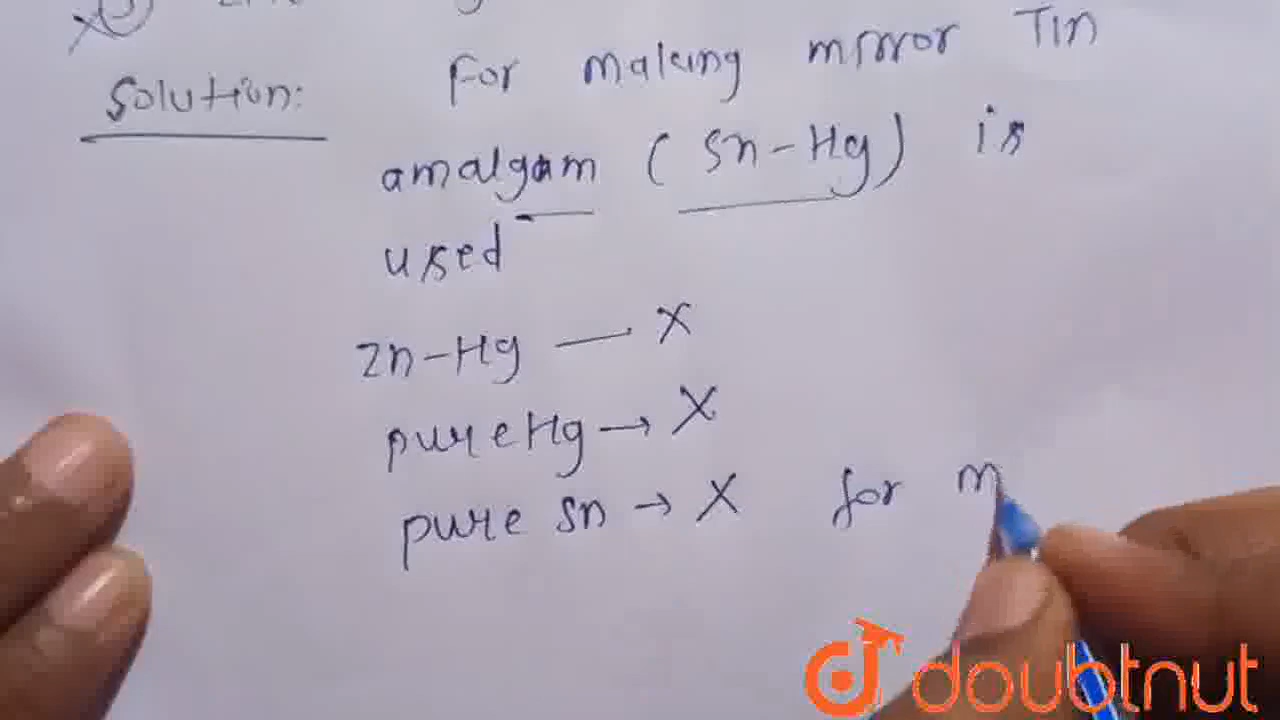 Solution: For making mirror Tin
amalgam (Sn-Hg) is
used
Zn-Hg — X
pure Hg → X
pure Sn → X for m
doubtnut